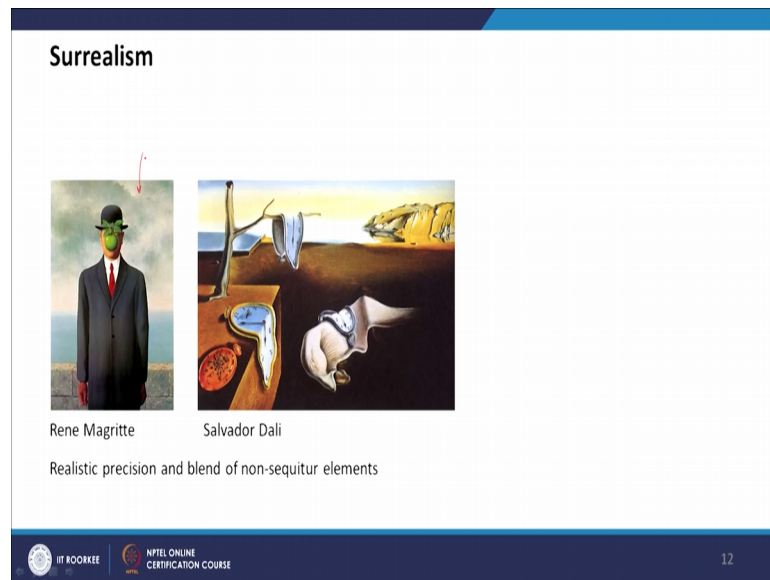 Surrealism
Rene Magritte
Salvador Dali
Realistic precision and blend of non-sequitur elements
IIT ROORKEE
NPTEL ONLINE
CERTIFICATION COURSE
12